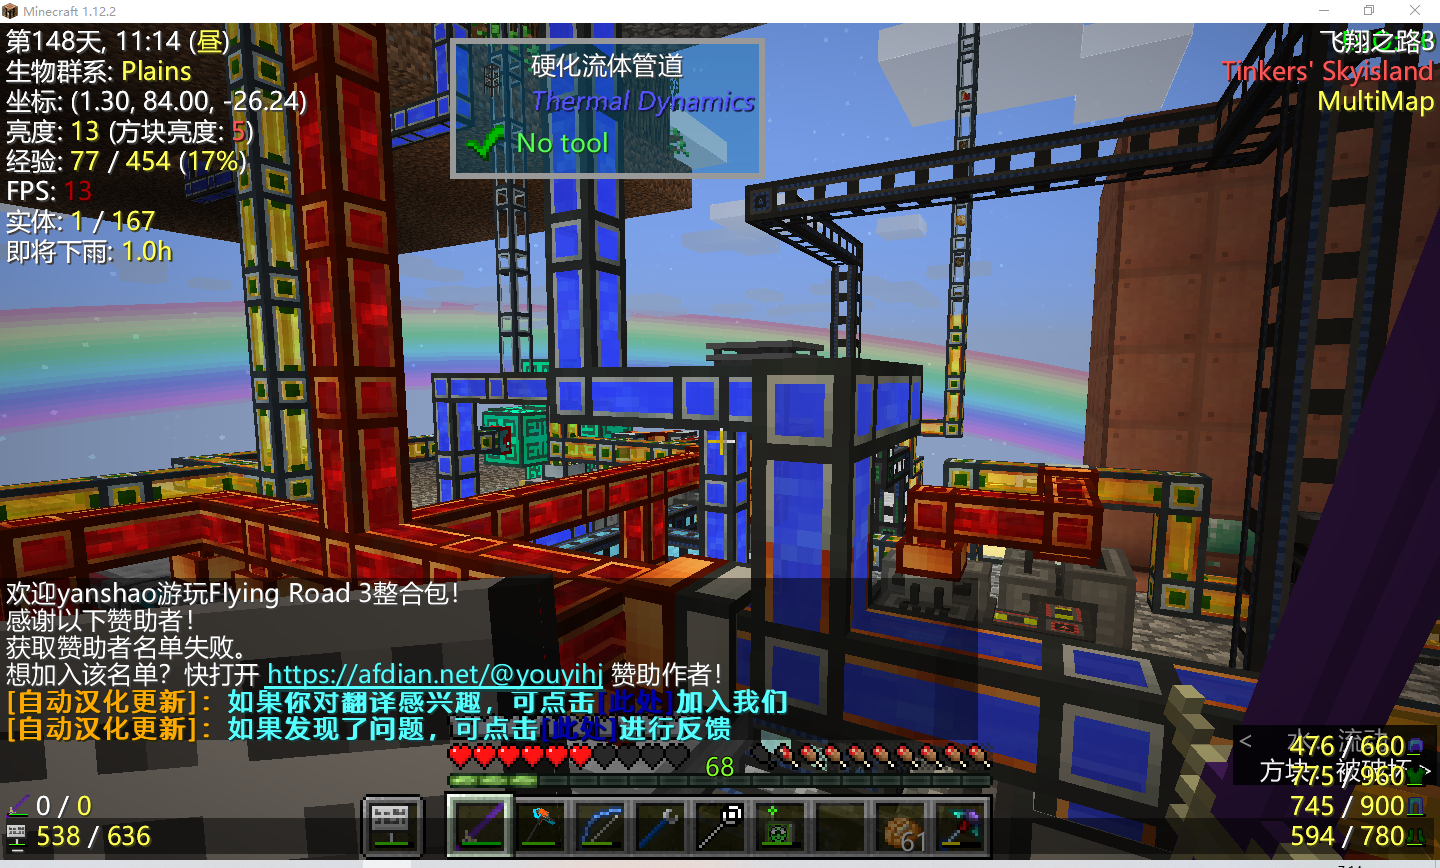 Minecraft 1.12.2
第148天, 11:14 (昼)
生物群系: Plains
坐标: (1.30, 84.00, -26.24)
亮度: 13 (方块亮度: 5)
经验: 77 / 454 (17%)
FPS: 13
实体: 1 / 167
即将下雨: 1.0h
硬化流体管道
Thermal Dynamics
No tool
飞翔之路3
Tinkers' Skyisland
MultiMap
欢迎yanshao游玩Flying Road 3整合包!
感谢以下赞助者!
获取赞助者名单失败。
想加入该名单? 快打开 https://afdian.net/@youyihj 赞助作者!
[自动汉化更新]: 如果你对翻译感兴趣, 可点击[此处]加入我们
[自动汉化更新]: 如果发现了问题, 可点击[此处]进行反馈
68
61
0 / 0
538 / 636
< 水 流动
476 / 660
方块 被破坏 >
775 / 960
745 / 900
594 / 780